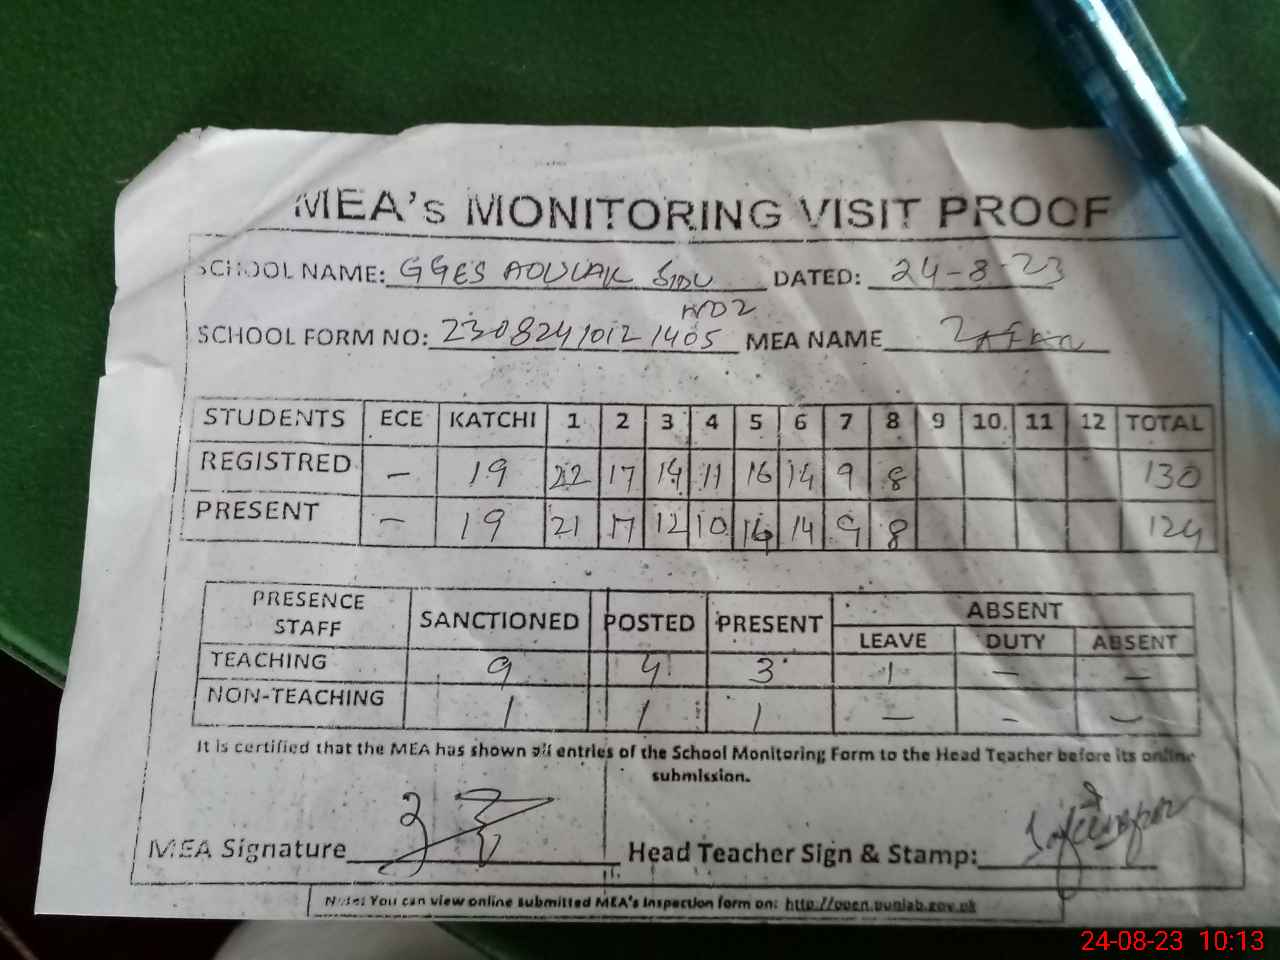 MEA's MONITORING VISIT PROOF
SCHOOL NAME: GGES AOULAK SIDU DATED: 24-8-23
NO2
SCHOOL FORM NO: 2308241012 1405 MEA NAME ZAFAR
STUDENTS ECE KATCHI 1 2 3 4 5 6 7 8 9 10. 11 12 TOTAL
REGISTRED - 19 22 17 14 11 16 14 9 8 130
PRESENT - 19 21 17 12 10 16 14 9 8 124
PRESENCE STAFF SANCTIONED POSTED PRESENT ABSENT
LEAVE DUTY ABSENT
TEACHING 9 4 3 1 - -
NON-TEACHING 1 1 1 - - -
It is certified that the MEA has shown all entries of the School Monitoring Form to the Head Teacher before its online
submission.
MEA Signature Head Teacher Sign & Stamp:
Note: You can view online submitted MEA's Inspection form on: http://open.punjab.gov.pk
24-08-23 10:13